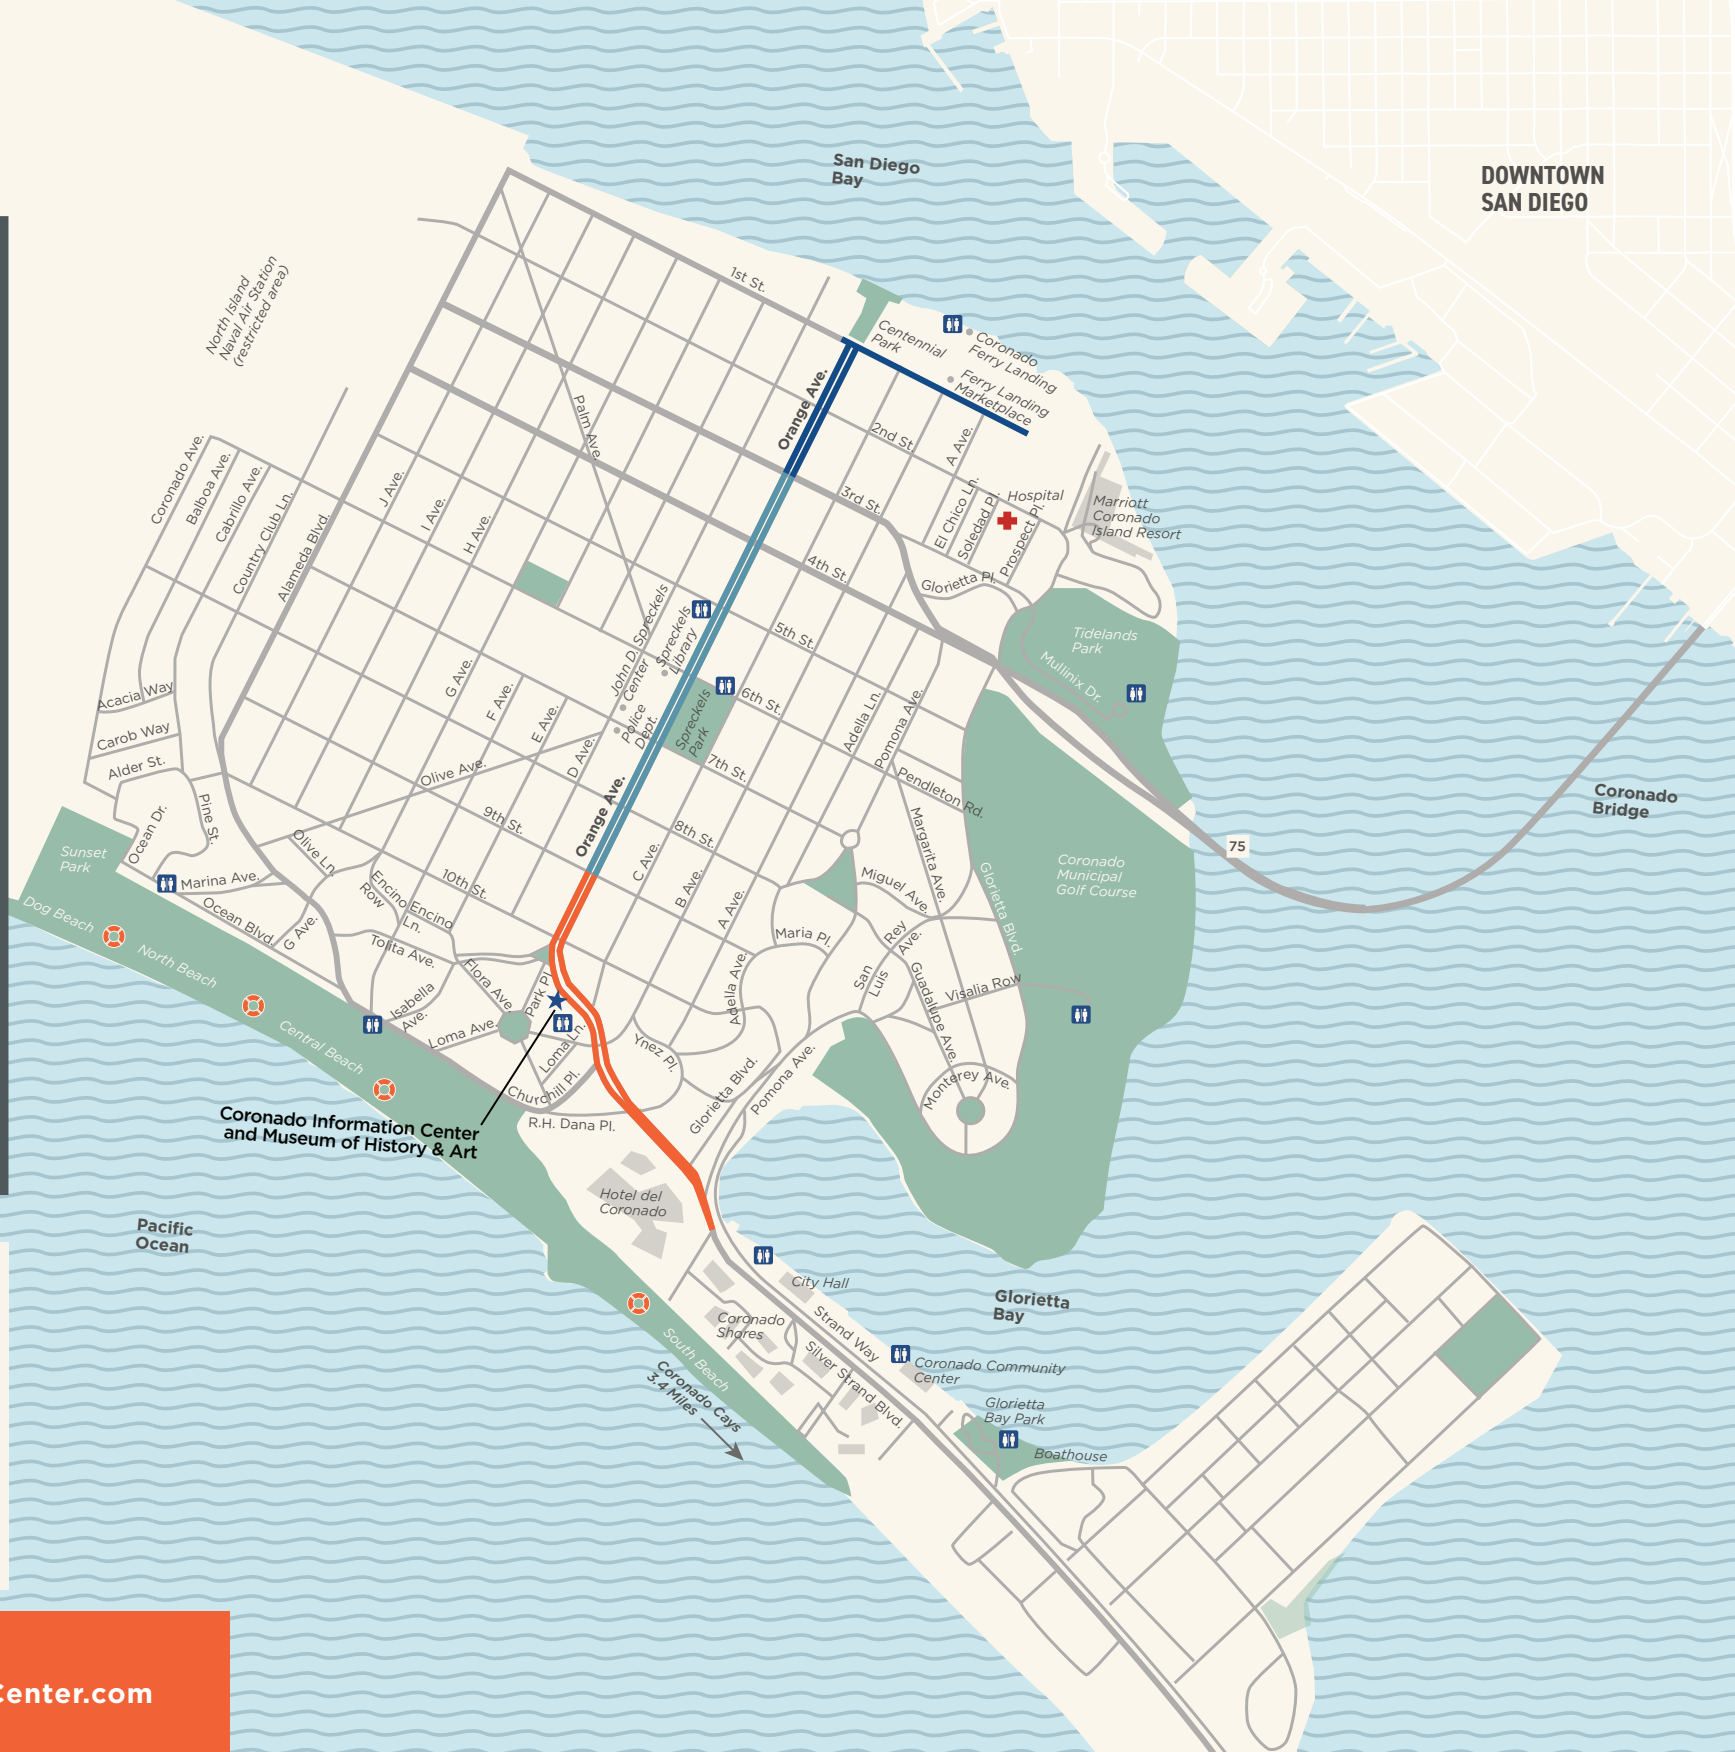 San Diego
Bay
DOWNTOWN
SAN DIEGO
North Island
Naval Air Station
(restricted area)
1st St.
Centennial
Park
Coronado
Ferry Landing
Ferry Landing
Marketplace
Orange Ave.
Palm Ave.
2nd St.
A Ave.
3rd St.
El Chico Ln.
Soledad Pl.
Hospital
Prospect Pl.
Marriott
Coronado
Island Resort
Coronado Ave.
Balboa Ave.
Cabrillo Ave.
Country Club Ln.
Alameda Blvd.
J Ave.
I Ave.
H Ave.
4th St.
Glorietta Pl.
Tidelands
Park
Mullinix Dr.
John D. Spreckels
Center
Spreckels
Library
5th St.
Police
Dept.
Spreckels
Park
6th St.
G Ave.
F Ave.
E Ave.
D Ave.
Adella Ln.
Pomona Ave.
Acacia Way
Carob Way
Alder St.
Olive Ave.
7th St.
Pendleton Rd.
Coronado
Bridge
75
Ocean Dr.
Pine St.
Orange Ave.
9th St.
8th St.
Margarita Ave.
Sunset
Park
Olive Ln.
C Ave.
B Ave.
A Ave.
Coronado
Municipal
Golf Course
Glorietta Blvd.
Marina Ave.
Encino
Row
Encino
Ln.
10th St.
Miguel Ave.
Dog Beach
Ocean Blvd.
G Ave.
Tolita Ave.
Maria Pl.
Rey
Ave.
North Beach
Flora Ave.
Park Pl.
Adella Ave.
San
Luis
Guadalupe Ave.
Visalia Row
Isabella
Ave.
Loma Ave.
Loma Ln.
Ynez Pl.
Central Beach
Churchill Pl.
Glorietta Blvd.
Pomona Ave.
Monterey Ave.
Coronado Information Center
and Museum of History & Art
R.H. Dana Pl.
Hotel del
Coronado
Pacific
Ocean
City Hall
Glorietta
Bay
Coronado
Shores
Strand Way
Silver Strand Blvd.
South Beach
Coronado Community
Center
Coronado Cays
3.4 Miles
Glorietta
Bay Park
Boathouse
Center.com